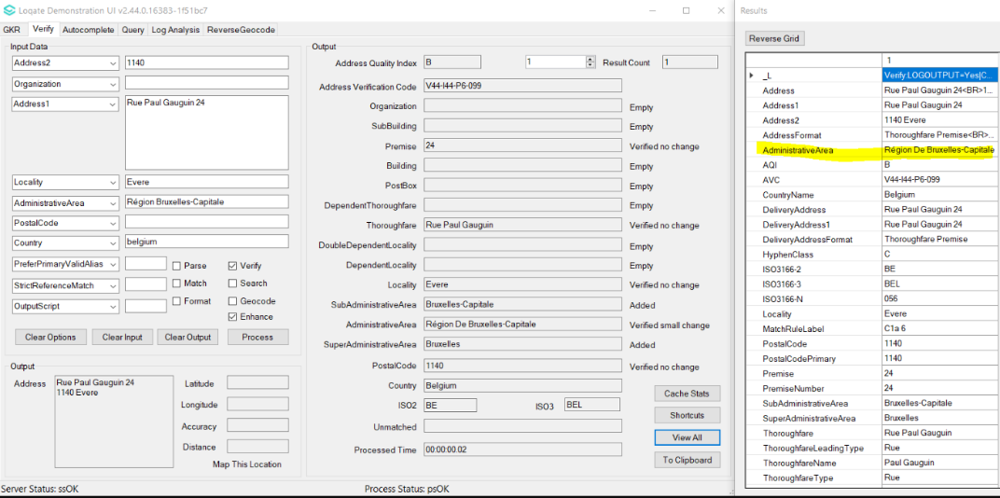 Loqate Demonstration UI v2.44.0.16383-1f51bc7
GKR Verify Autocomplete Query Log Analysis ReverseGeocode
Input Data
Address2 1140
Organization
Address1 Rue Paul Gauguin 24
Locality Evere
AdministrativeArea Région Bruxelles-Capitale
PostalCode
Country belgium
PreferPrimaryValidAlias Parse Verify
StrictReferenceMatch Match Search
OutputScript Format Geocode
Enhance
Clear Options Clear Input Clear Output Process
Output
Address Rue Paul Gauguin 24
1140 Evere
Latitude
Longitude
Accuracy
Distance
Map This Location
Output
Address Quality Index B 1 Result Count 1
Address Verification Code V44-I44-P6-099
Organization Empty
SubBuilding Empty
Premise 24 Verified no change
Building Empty
PostBox Empty
DependentThoroughfare Empty
Thoroughfare Rue Paul Gauguin Verified no change
DoubleDependentLocality Empty
DependentLocality Empty
Locality Evere Verified no change
SubAdministrativeArea Bruxelles-Capitale Added
AdministrativeArea Région De Bruxelles-Capitale Verified small change
SuperAdministrativeArea Bruxelles Added
PostalCode 1140 Verified no change
Country Belgium
ISO2 BE ISO3 BEL
Unmatched
Processed Time 00:00:00.02
Cache Stats
Shortcuts
View All
To Clipboard
Server Status: ssOK Process Status: psOK
Results
Reverse Grid
1
_L Verify:LOGOUTPUT=Yes|C...
Address Rue Paul Gauguin 24<BR>1...
Address1 Rue Paul Gauguin 24
Address2 1140 Evere
AddressFormat Thoroughfare Premise<BR>...
AdministrativeArea Région De Bruxelles-Capitale
AQI B
AVC V44-I44-P6-099
CountryName Belgium
DeliveryAddress Rue Paul Gauguin 24
DeliveryAddress1 Rue Paul Gauguin 24
DeliveryAddressFormat Thoroughfare Premise
HyphenClass C
ISO3166-2 BE
ISO3166-3 BEL
ISO3166-N 056
Locality Evere
MatchRuleLabel C1a 6
PostalCode 1140
PostalCodePrimary 1140
Premise 24
PremiseNumber 24
SubAdministrativeArea Bruxelles-Capitale
SuperAdministrativeArea Bruxelles
Thoroughfare Rue Paul Gauguin
ThoroughfareLeadingType Rue
ThoroughfareName Paul Gauguin
ThoroughfareType Rue